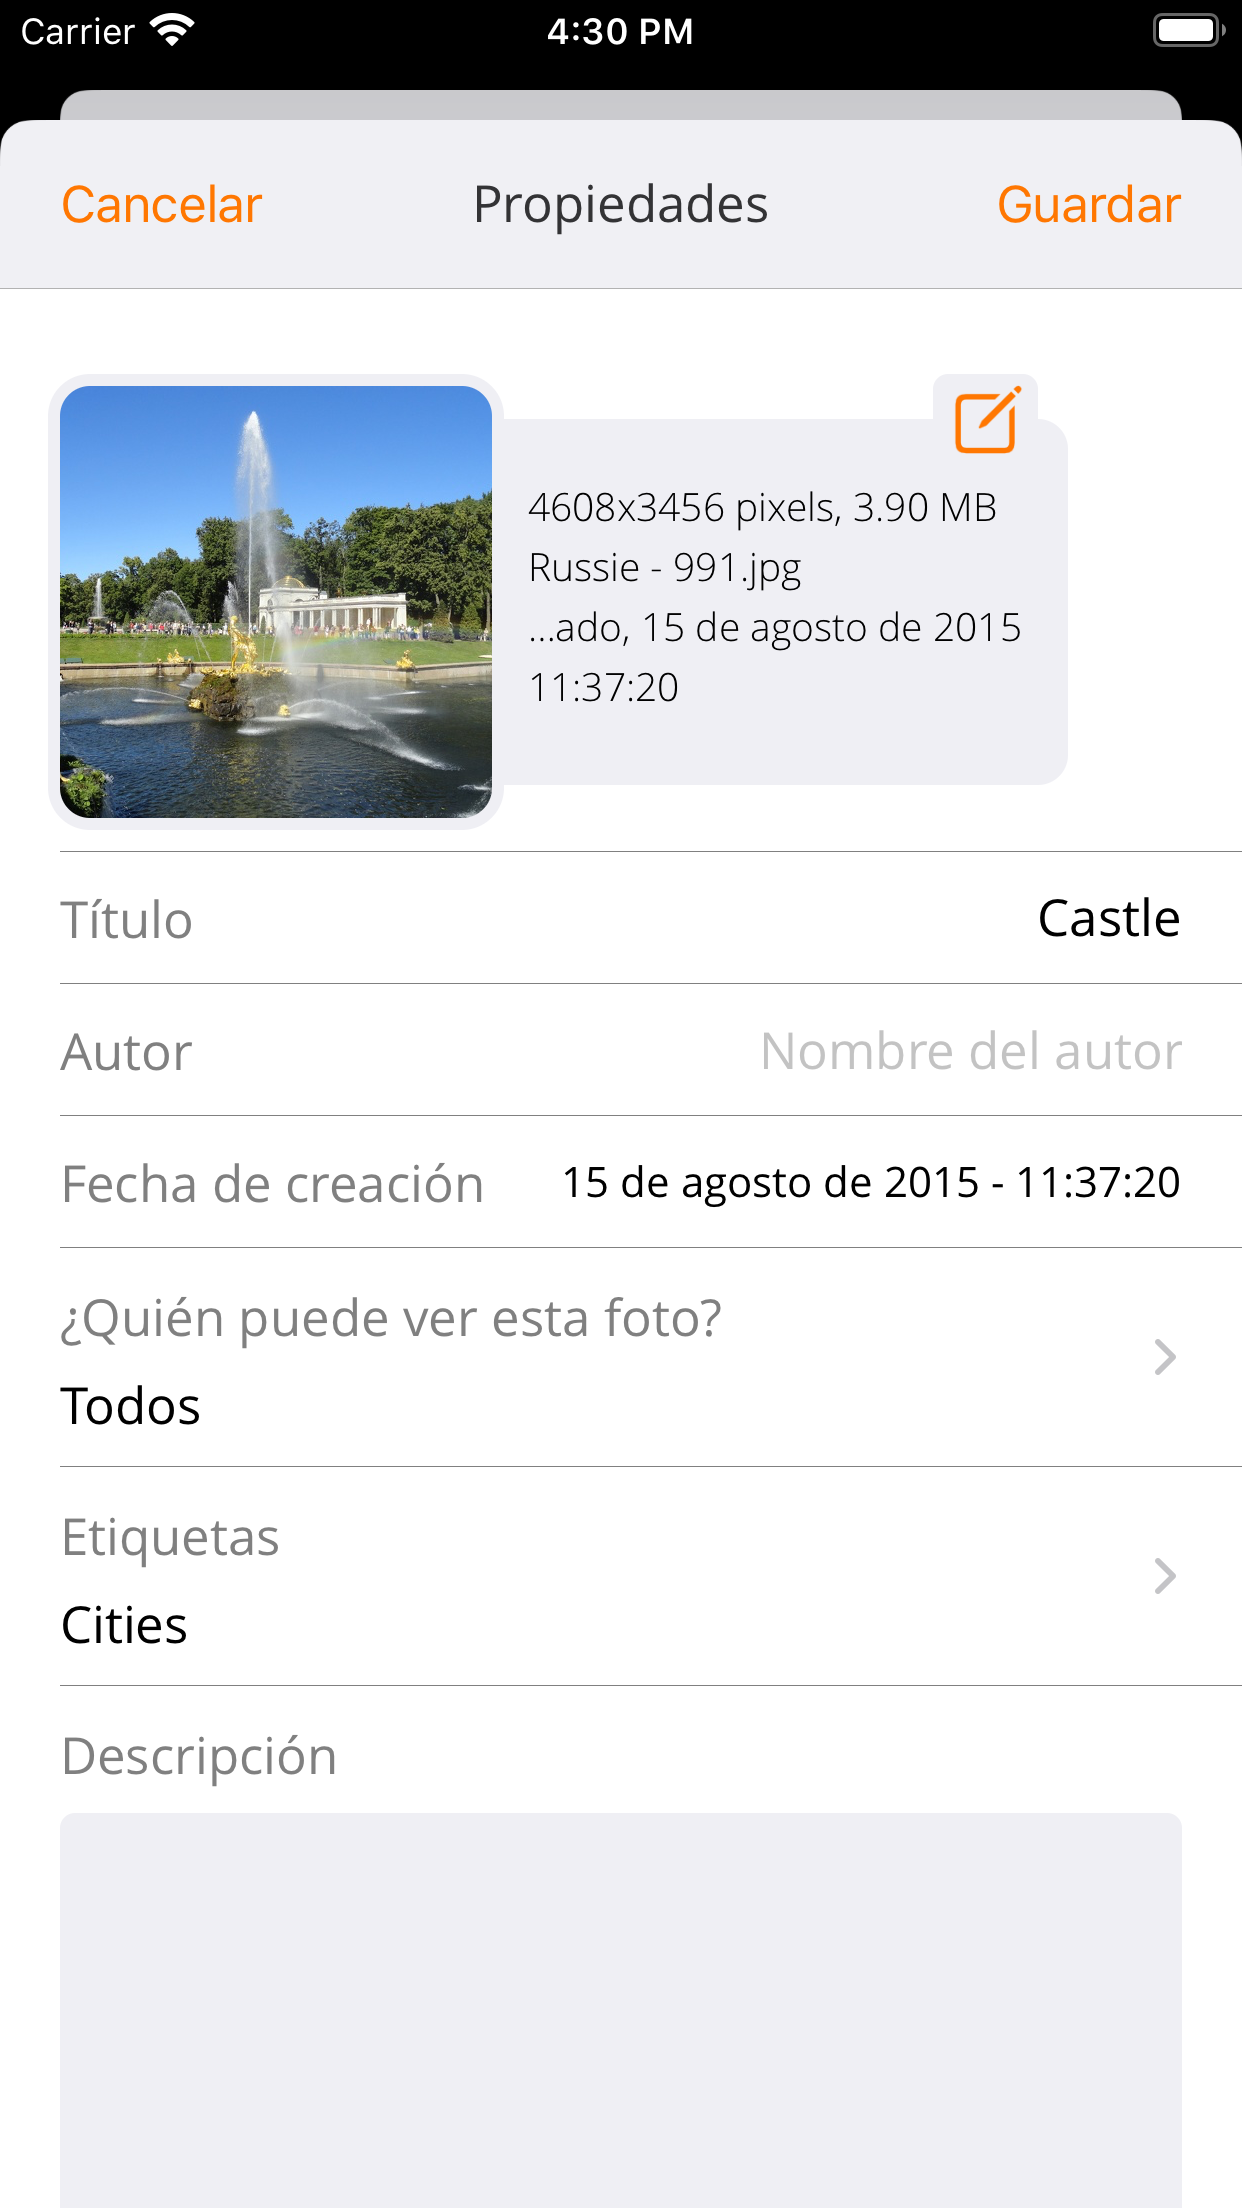 Carrier
4:30 PM
Cancelar
Propiedades
Guardar
4608x3456 pixels, 3.90 MB
Russie - 991.jpg
...ado, 15 de agosto de 2015
11:37:20
Título
Castle
Autor
Nombre del autor
Fecha de creación
15 de agosto de 2015 - 11:37:20
¿Quién puede ver esta foto?
Todos
Etiquetas
Cities
Descripción